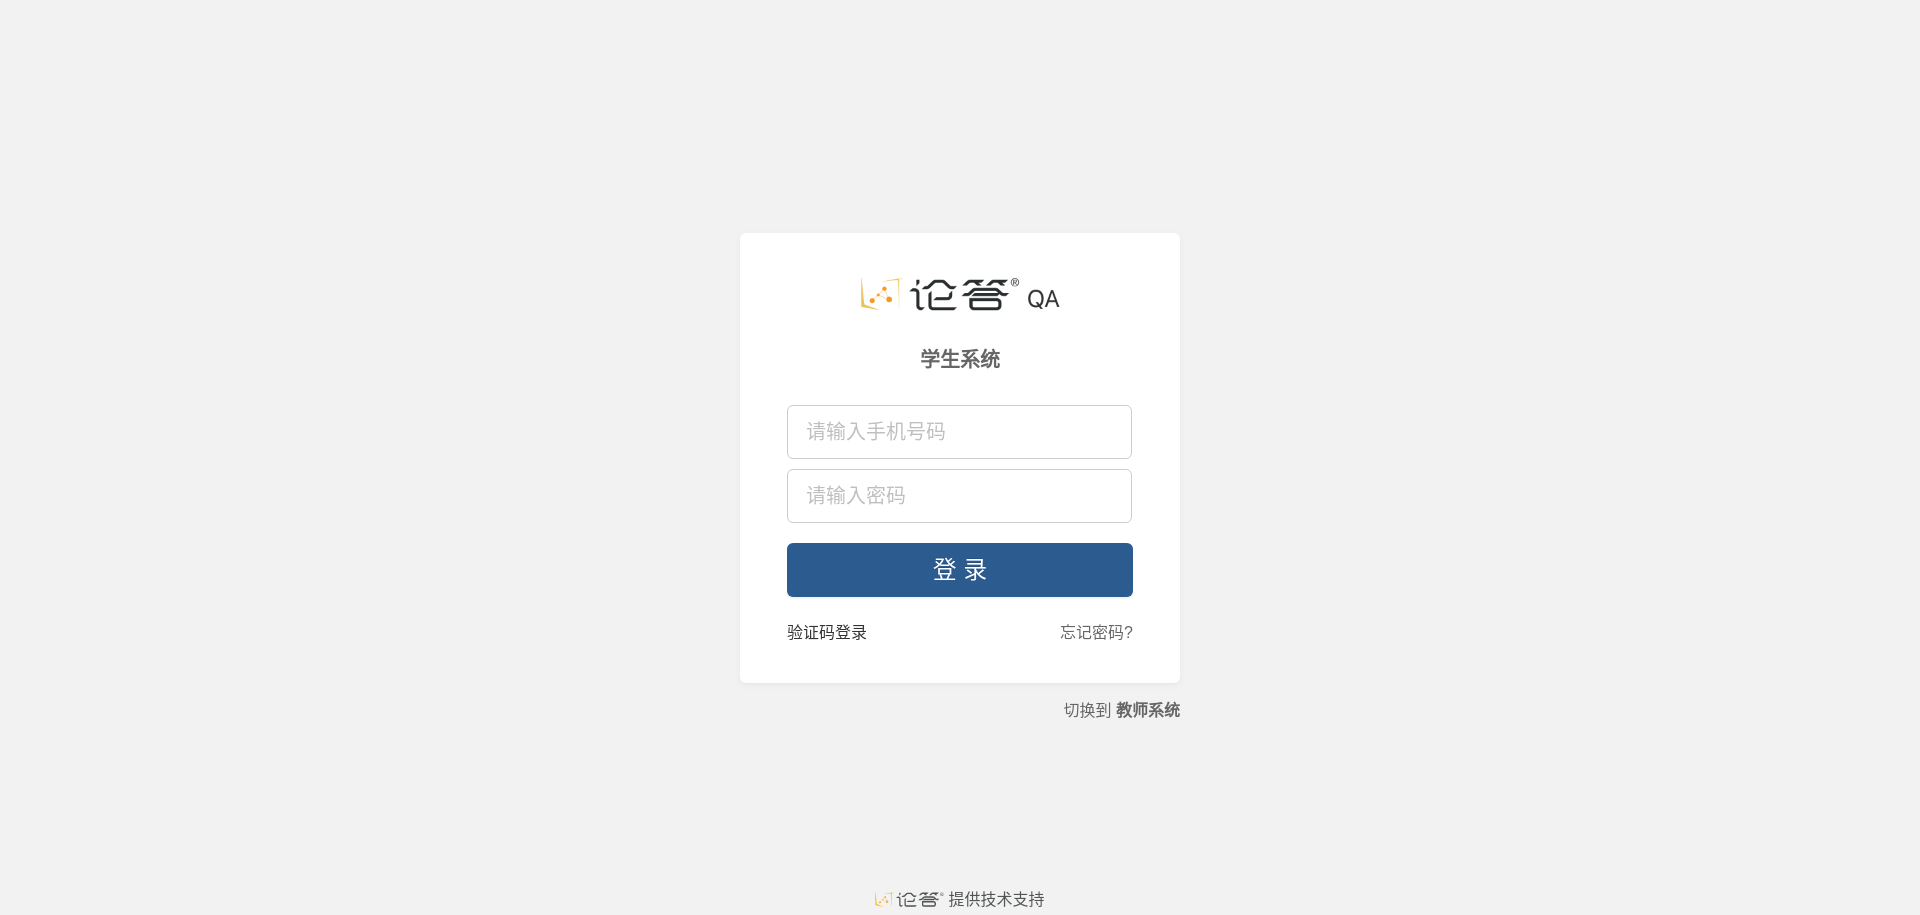 论答® QA
学生系统
请输入手机号码
请输入密码
登 录
验证码登录 忘记密码?
切换到 教师系统
论答® 提供技术支持